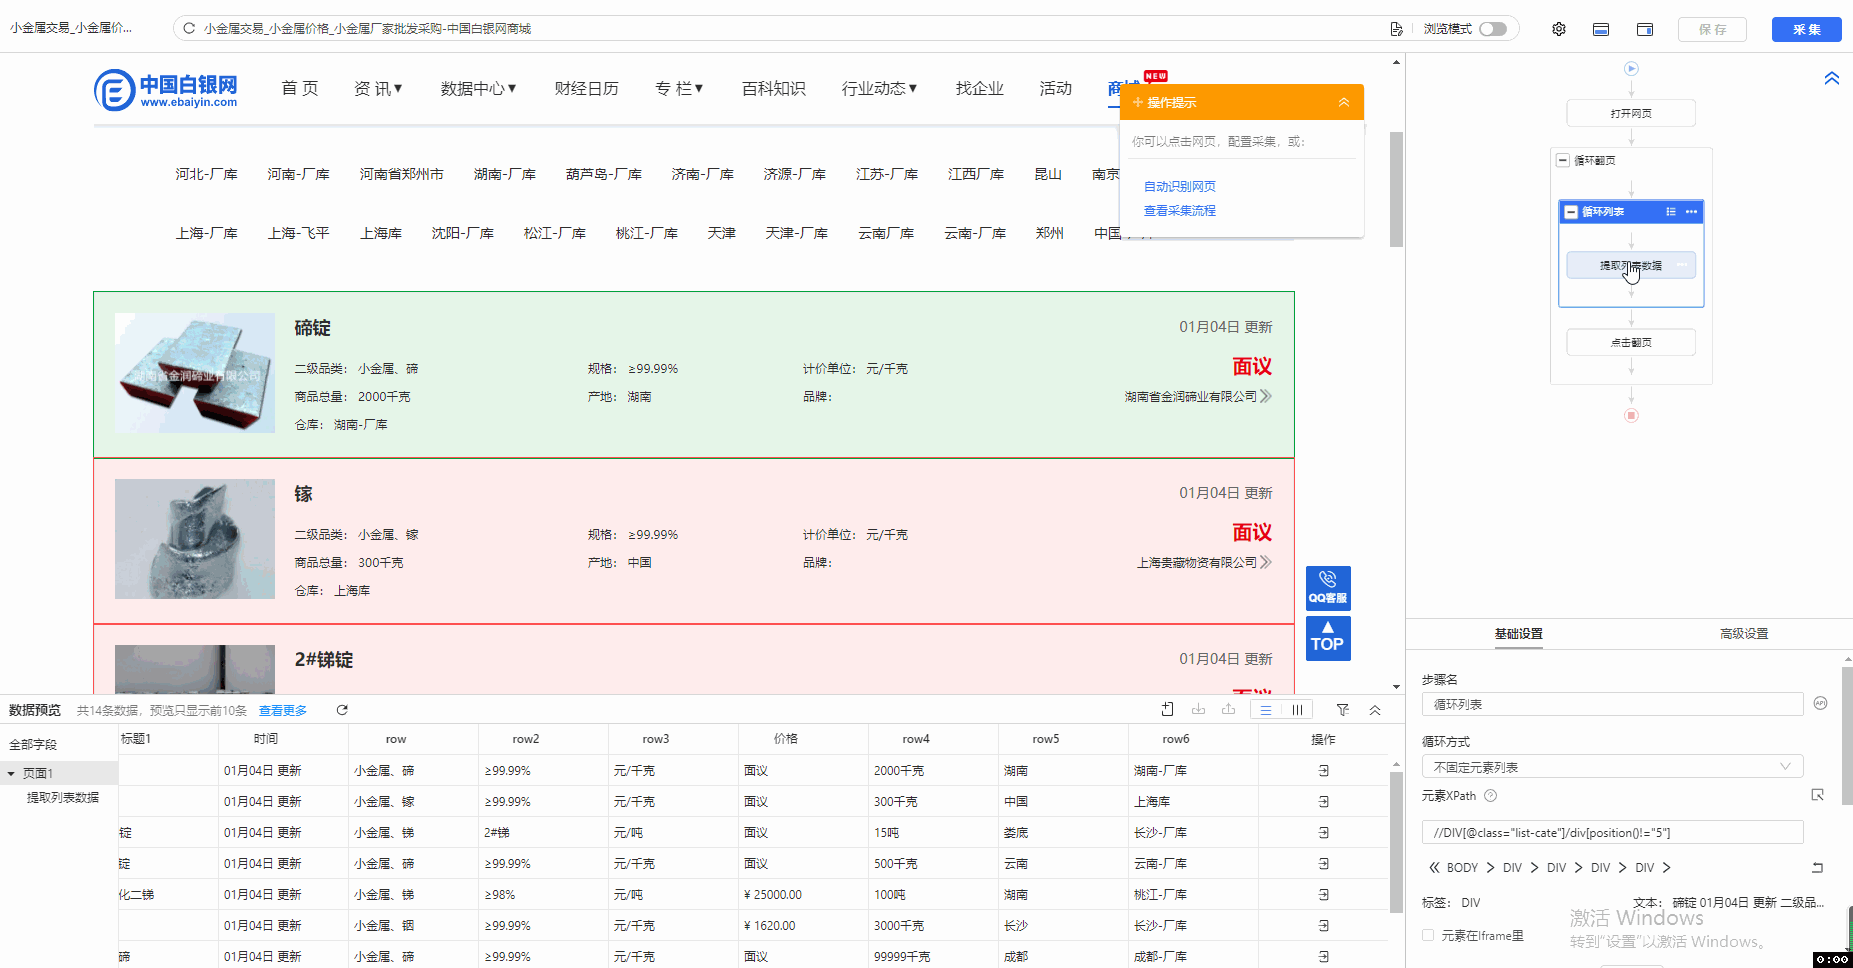 小金属交易_小金属价...
小金属交易_小金属价格_小金属厂家批发采购-中国白银网商城
浏览模式
保存
采集
中国白银网
www.ebaiyin.com
首 页
资 讯▼
数据中心▼
财经日历
专 栏▼
百科知识
行业动态▼
找企业
活动
商城
NEW
操作提示
你可以点击网页，配置采集，或：
自动识别网页
查看采集流程
河北-厂库 河南-厂库 河南省郑州市 湖南-厂库 葫芦岛-厂库 济南-厂库 济源-厂库 江苏-厂库 江西厂库 昆山 南京
上海-厂库 上海-飞平 上海库 沈阳-厂库 松江-厂库 桃江-厂库 天津 天津-厂库 云南厂库 云南-厂库 郑州 中国
碲锭
01月04日 更新
二级品类： 小金属、碲 规格： ≥99.99% 计价单位： 元/千克
面议
商品总量： 2000千克 产地： 湖南 品牌：
湖南省金润碲业有限公司
仓库： 湖南-厂库
湖南省金润碲业有限公司
镓
01月04日 更新
二级品类： 小金属、镓 规格： ≥99.99% 计价单位： 元/千克
面议
商品总量： 300千克 产地： 中国 品牌：
上海贵藏物资有限公司
仓库： 上海库
2#锑锭
01月04日 更新
面议
QQ客服
TOP
打开网页
循环翻页
循环列表
提取列表数据
点击翻页
数据预览 共14条数据，预览只显示前10条 查看更多
全部字段
页面1
提取列表数据
标题1 时间 row row2 row3 价格 row4 row5 row6 操作
01月04日 更新 小金属、碲 ≥99.99% 元/千克 面议 2000千克 湖南 湖南-厂库
01月04日 更新 小金属、镓 ≥99.99% 元/千克 面议 300千克 中国 上海库
锭 01月04日 更新 小金属、锑 2#锑 元/吨 面议 15吨 娄底 长沙-厂库
锭 01月04日 更新 小金属、碲 ≥99.99% 元/千克 面议 500千克 云南 云南-厂库
化二锑 01月04日 更新 小金属、锑 ≥98% 元/吨 ¥ 25000.00 100吨 湖南 桃江-厂库
01月04日 更新 小金属、铟 ≥99.99% 元/千克 ¥ 1620.00 3000千克 长沙 长沙-厂库
碲 01月04日 更新 小金属、碲 ≥99.99% 元/千克 面议 99999千克 成都 成都-厂库
基础设置
高级设置
步骤名
循环列表
API
循环方式
不固定元素列表
元素XPath
//DIV[@class="list-cate"]/div[position()!="5"]
BODY > DIV > DIV > DIV > DIV >
标签： DIV
文本： 碲锭 01月04日 更新 二级品...
元素在Iframe里
激活 Windows
转到“设置”以激活 Windows。
0:00